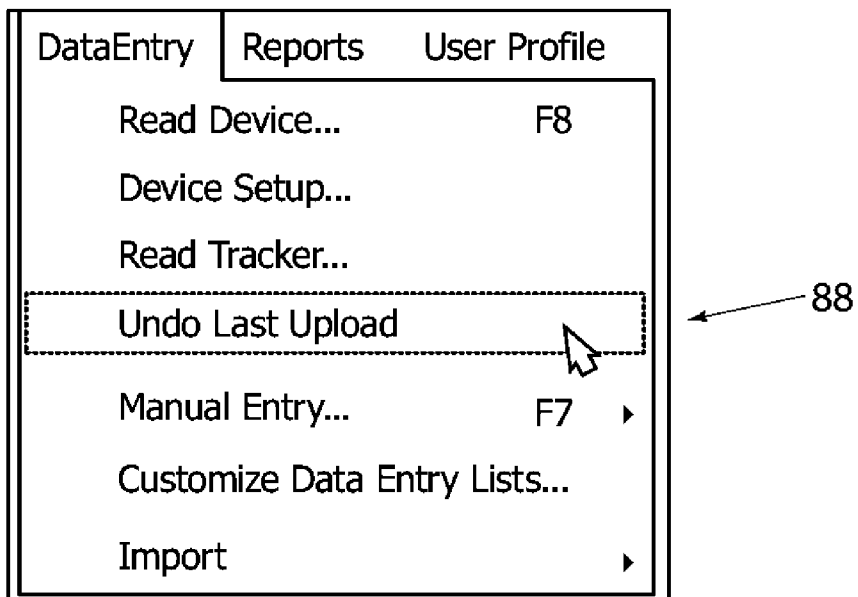 DataEntry Reports User Profile
Read Device... F8
Device Setup...
Read Tracker...
Undo Last Upload
88
Manual Entry... F7
Customize Data Entry Lists...
Import